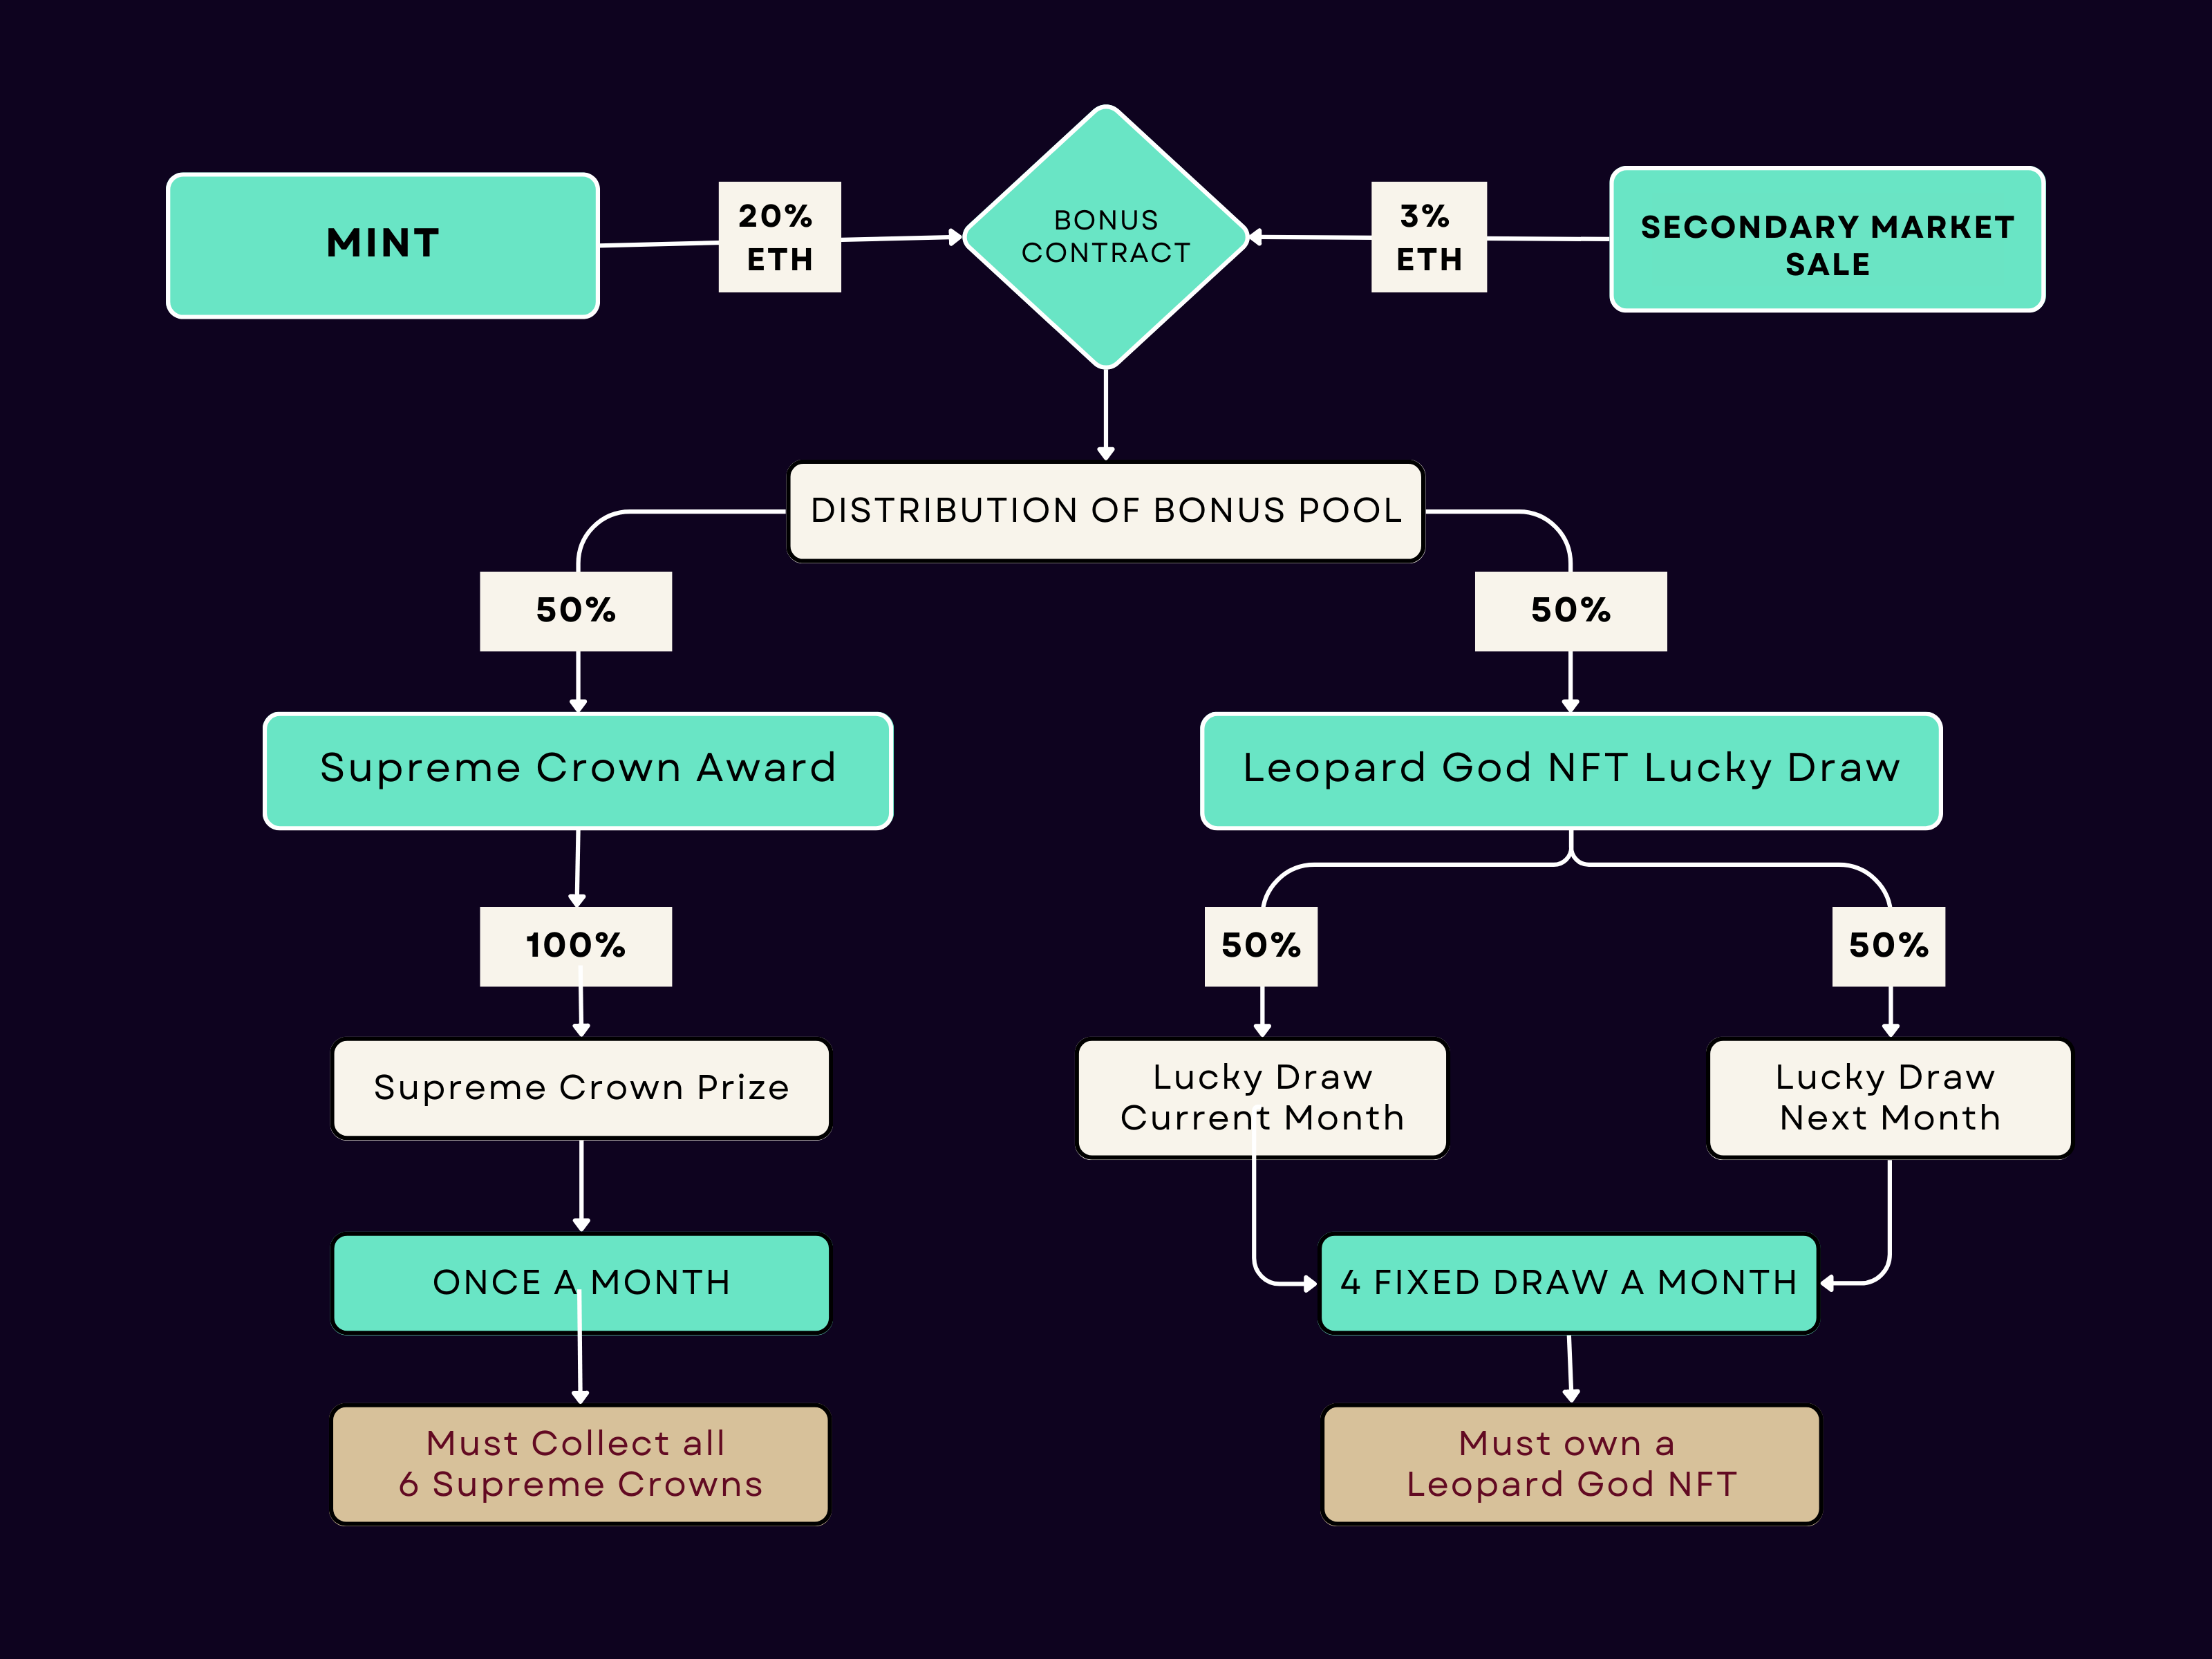 MINT
20%
ETH
BONUS
CONTRACT
3%
ETH
SECONDARY MARKET
SALE
DISTRIBUTION OF BONUS POOL
50%
50%
Supreme Crown Award
Leopard God NFT Lucky Draw
100%
50%
50%
Supreme Crown Prize
Lucky Draw
Current Month
Lucky Draw
Next Month
ONCE A MONTH
4 FIXED DRAW A MONTH
Must Collect all
6 Supreme Crowns
Must own a
Leopard God NFT